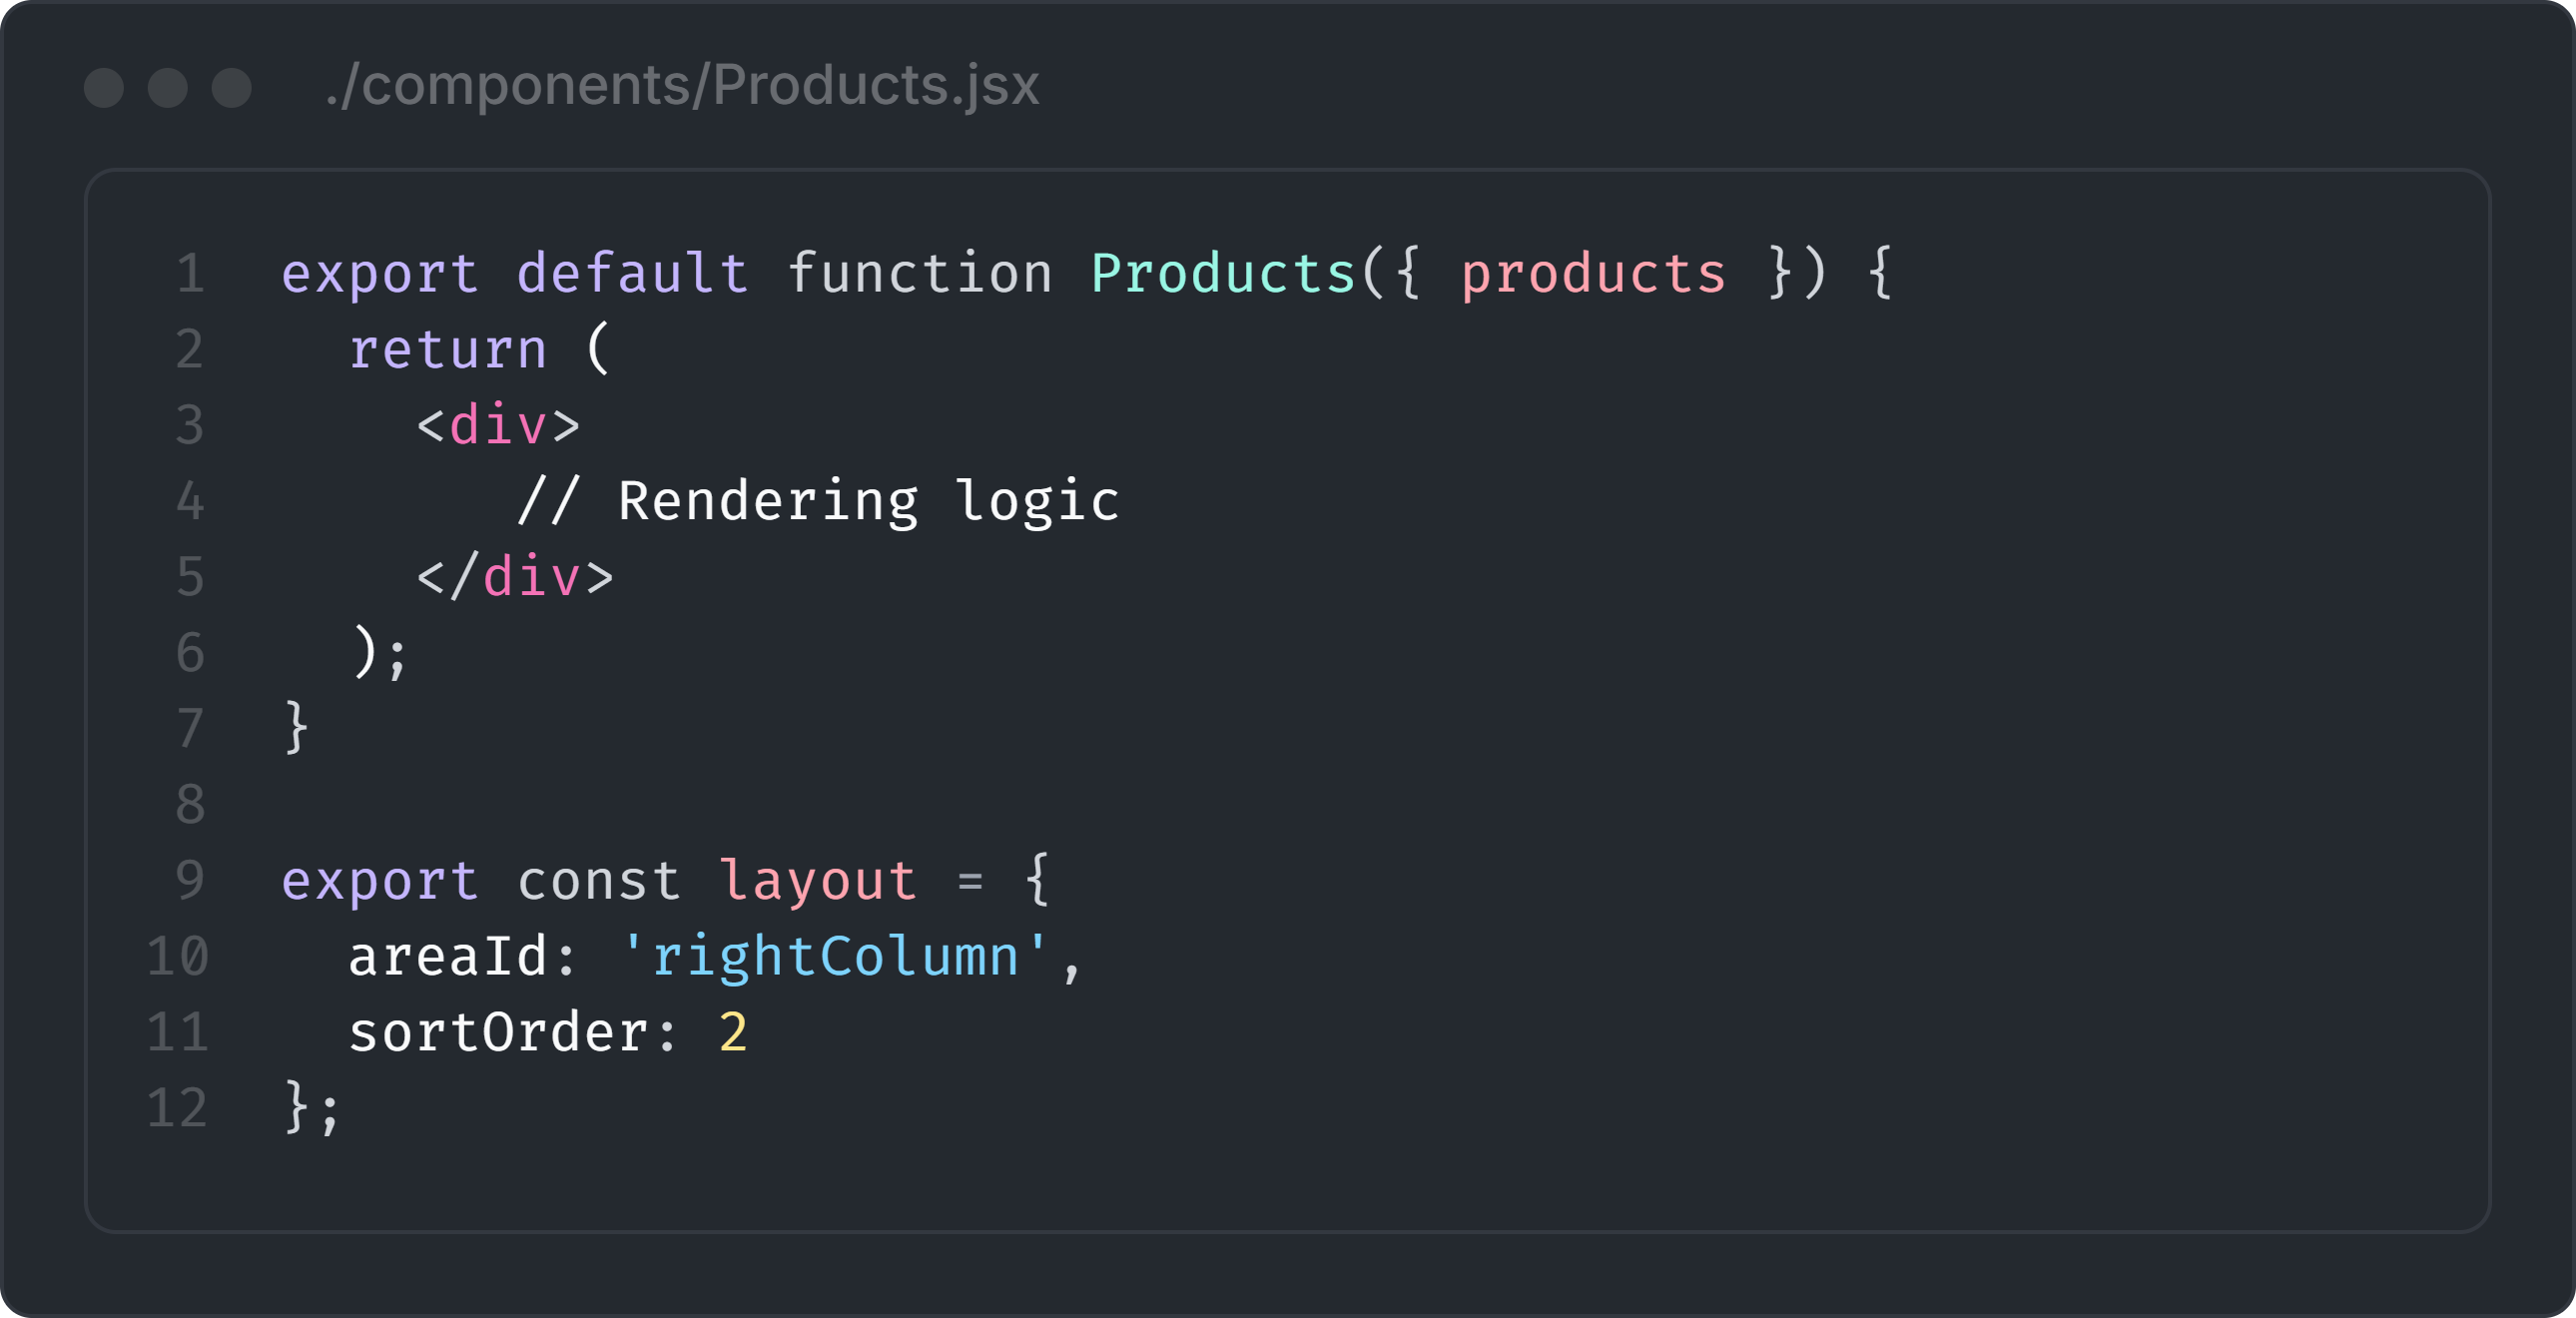 ./components/Products.jsx
1 export default function Products({ products }) {
2   return (
3     <div>
4        // Rendering logic
5     </div>
6   );
7 }
8
9 export const layout = {
10   areaId: 'rightColumn',
11   sortOrder: 2
12 };